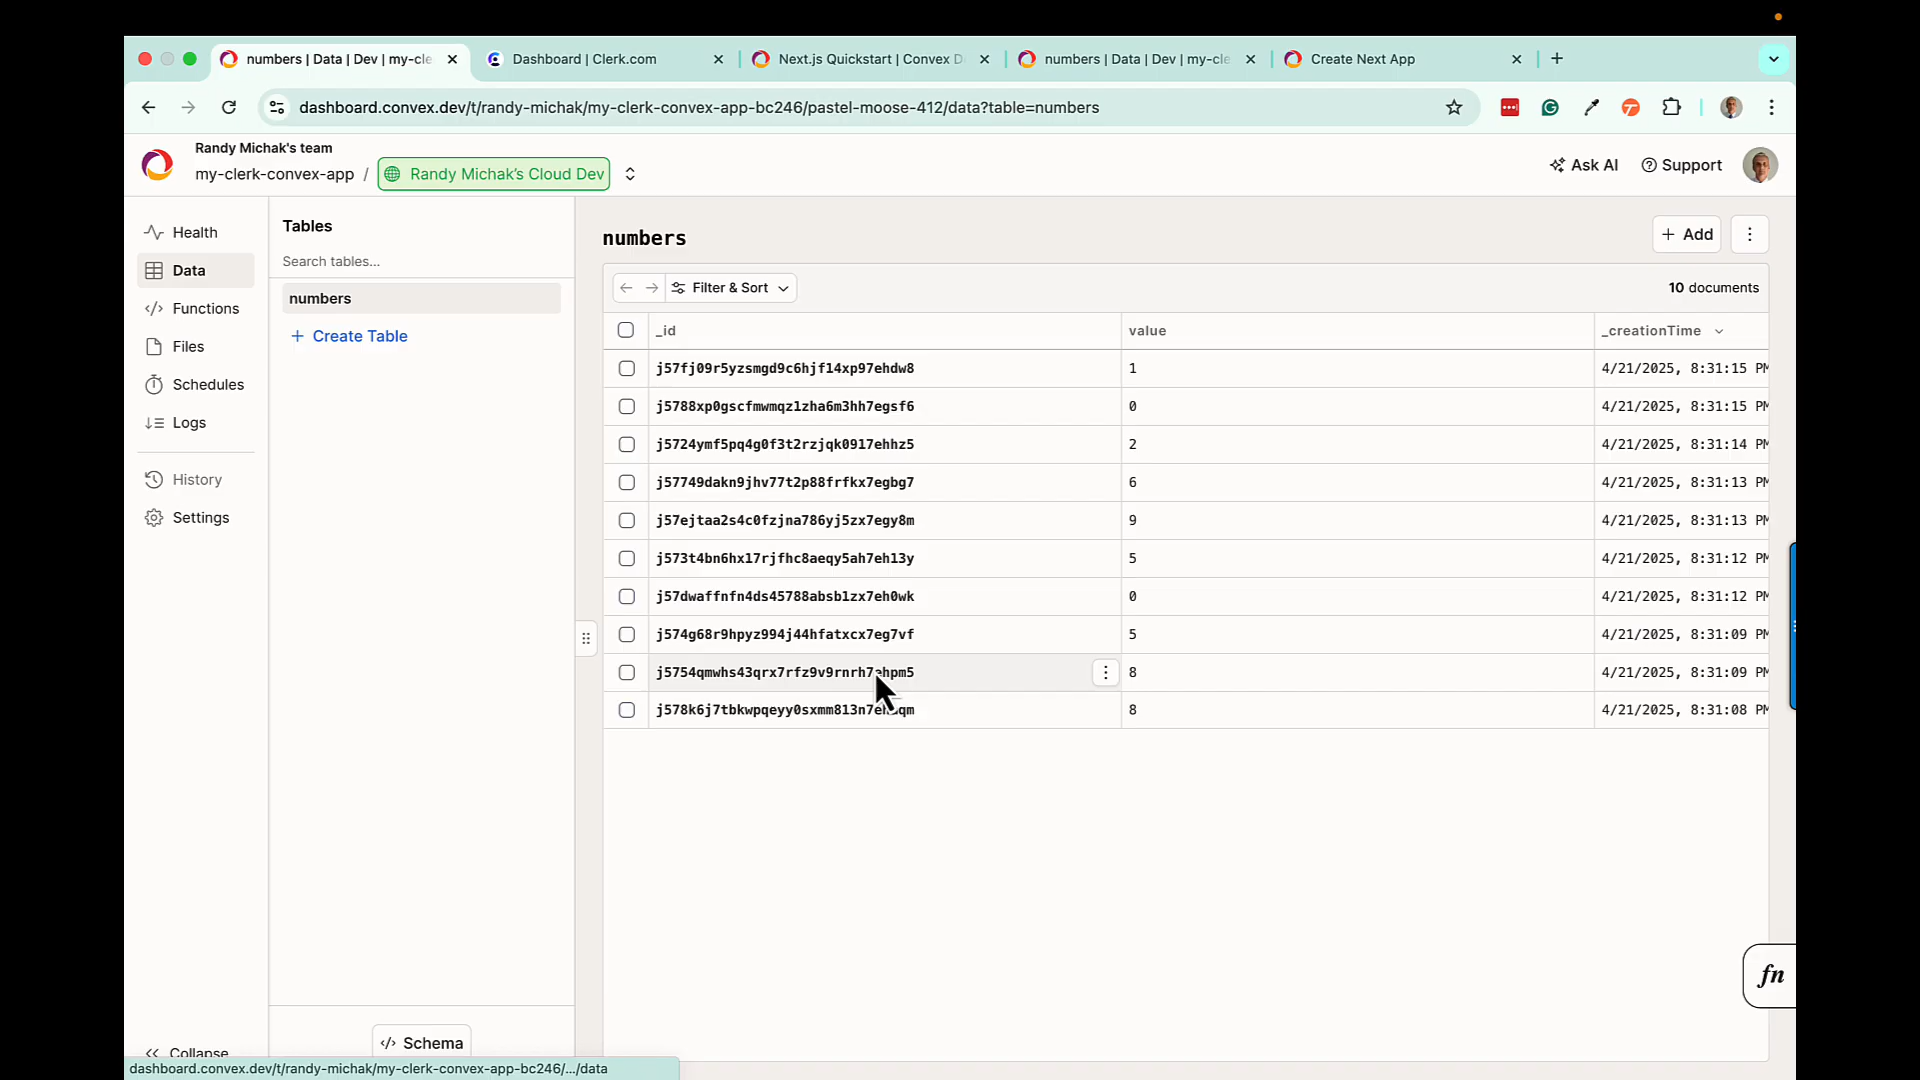 numbers | Data | Dev | my-cle
Dashboard | Clerk.com
Next.js Quickstart | Convex D
numbers | Data | Dev | my-cle
Create Next App
dashboard.convex.dev/t/randy-michak/my-clerk-convex-app-bc246/pastel-moose-412/data?table=numbers
Randy Michak's team
my-clerk-convex-app / Randy Michak's Cloud Dev
Ask AI
Support
Health
Data
Functions
Files
Schedules
Logs
History
Settings
Collapse
Tables
Search tables...
numbers
+ Create Table
Schema
numbers
+ Add
Filter & Sort
10 documents
_id value _creationTime
j57fj09r5yzsmgd9c6hjf14xp97ehdw8 1 4/21/2025, 8:31:15 PM
j5788xp0gscfmwmqz1zha6m3hh7egsf6 0 4/21/2025, 8:31:15 PM
j5724ymf5pq4g0f3t2rzjqk0917ehhz5 2 4/21/2025, 8:31:14 PM
j57749dakn9jhv77t2p88frfkx7egbg7 6 4/21/2025, 8:31:13 PM
j57ejtaa2s4c0fzjna786yj5zx7egy8m 9 4/21/2025, 8:31:13 PM
j573t4bn6hx17rjfhc8aeqy5ah7eh13y 5 4/21/2025, 8:31:12 PM
j57dwaffnfn4ds45788absb1zx7eh0wk 0 4/21/2025, 8:31:12 PM
j574g68r9hpyz994j44hfatxcx7eg7vf 5 4/21/2025, 8:31:09 PM
j5754qmwhs43qrx7rfz9v9rnrh7ehpm5 8 4/21/2025, 8:31:09 PM
8 4/21/2025, 8:31:08 PM
fn
dashboard.convex.dev/t/randy-michak/my-clerk-convex-app-bc246/.../data